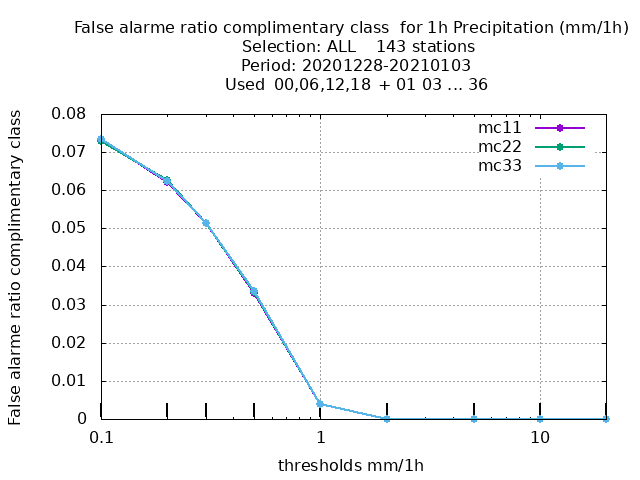 False alarme ratio complimentary class  for 1h Precipitation (mm/1h)
Selection: ALL    143 stations
Period: 20201228-20210103
Used  00,06,12,18 + 01 03 ... 36
False alarme ratio complimentary class
0.08
0.07
0.06
0.05
0.04
0.03
0.02
0.01
0
mc11
mc22
mc33
0.1 1 10
thresholds mm/1h